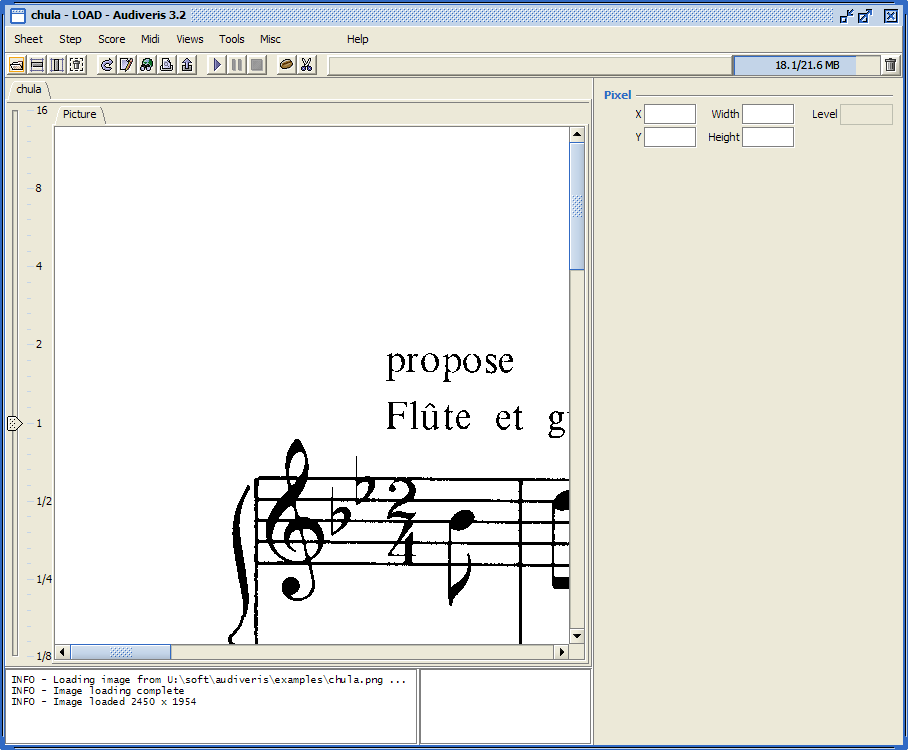 chula - LOAD - Audiveris 3.2
Sheet Step Score Midi Views Tools Misc Help
18.1/21.6 MB
chula
Picture
16
8
4
2
1
1/2
1/4
1/8
propose
Flûte et g
2
4
Pixel
X Width Level
Y Height
INFO - Loading image from U:\soft\audiveris\examples\chula.png ...
INFO - Image loading complete
INFO - Image loaded 2450 x 1954